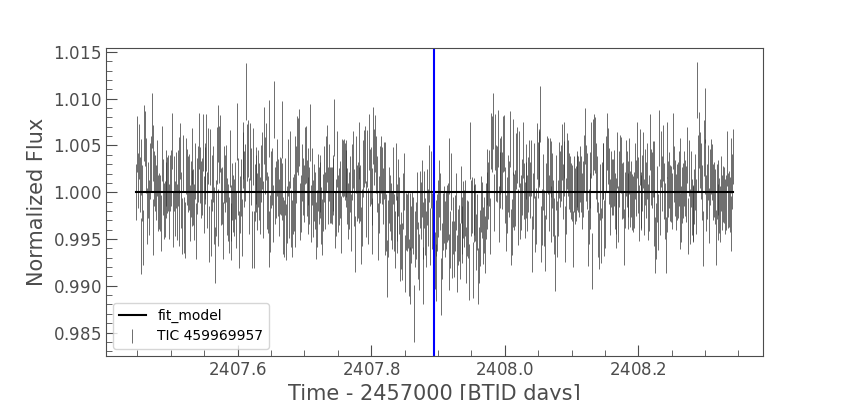 1.015
1.010
1.005
1.000
0.995
0.990
0.985
Normalized Flux
fit_model
TIC 459969957
2407.6 2407.8 2408.0 2408.2
Time - 2457000 [BTJD days]